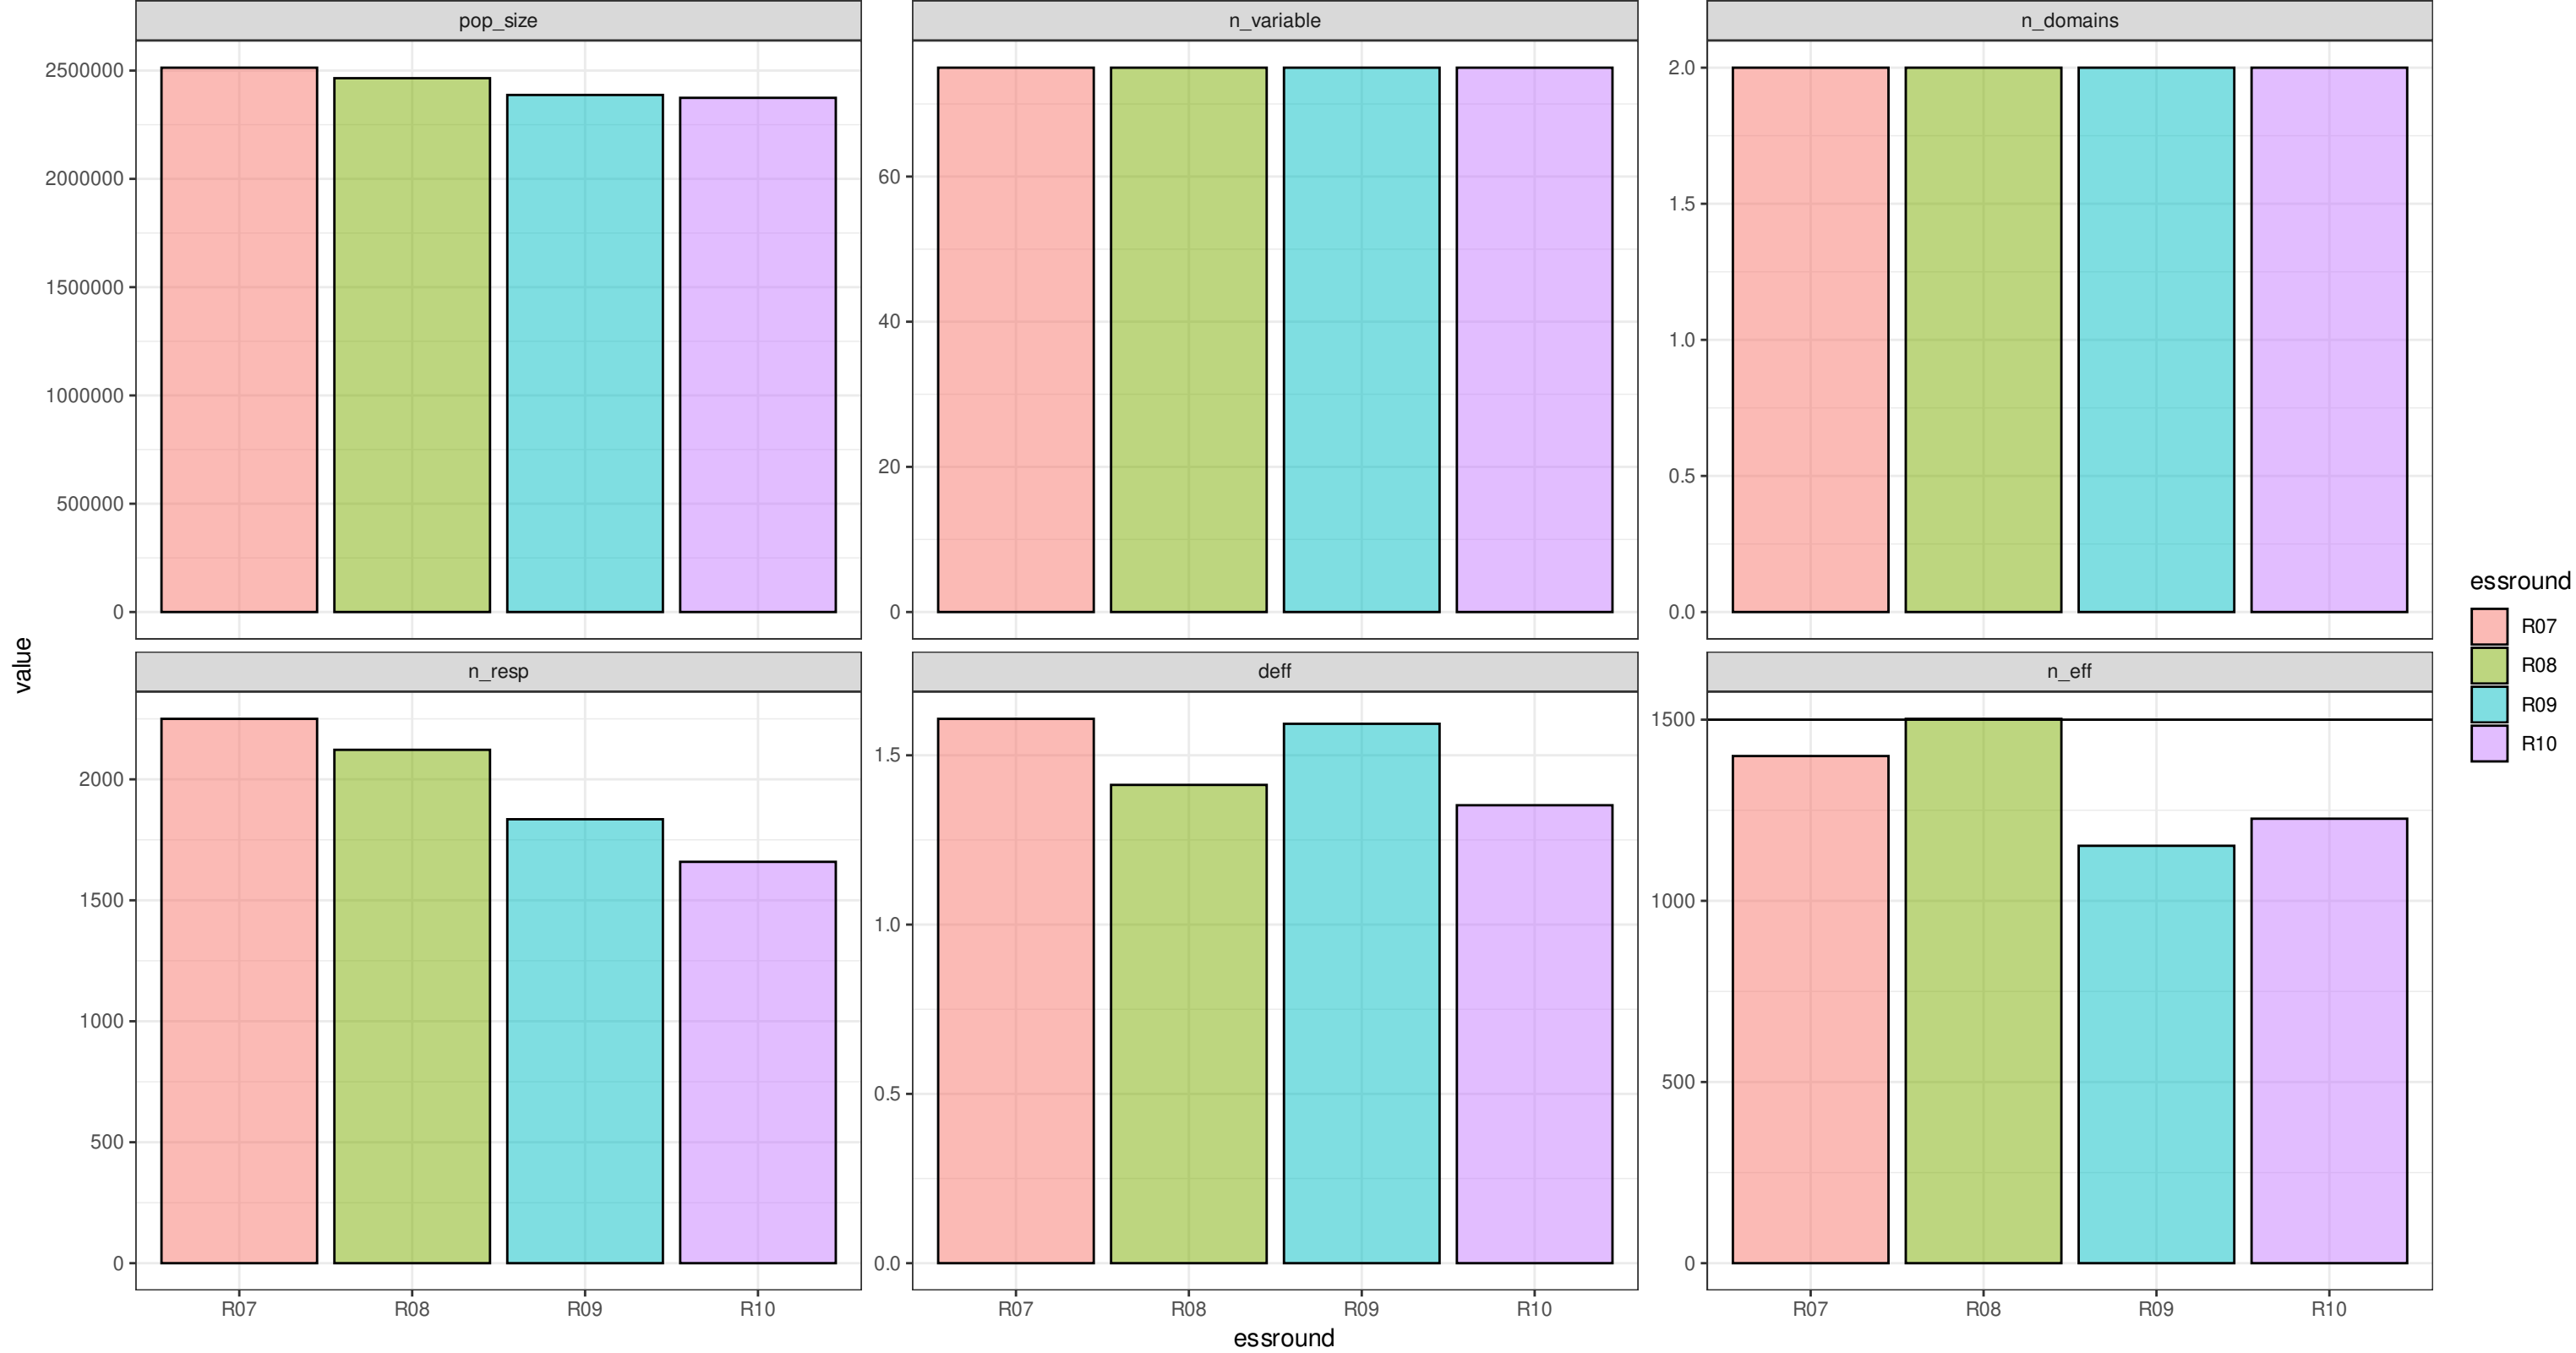 pop_size
n_variable
n_domains
2500000
2000000
1500000
1000000
500000
0
60
40
20
0
2.0
1.5
1.0
0.5
0.0
value
n_resp
deff
n_eff
2000
1500
1000
500
0
1.5
1.0
0.5
0.0
1500
1000
500
0
R07 R08 R09 R10
R07 R08 R09 R10
R07 R08 R09 R10
essround
essround
R07
R08
R09
R10